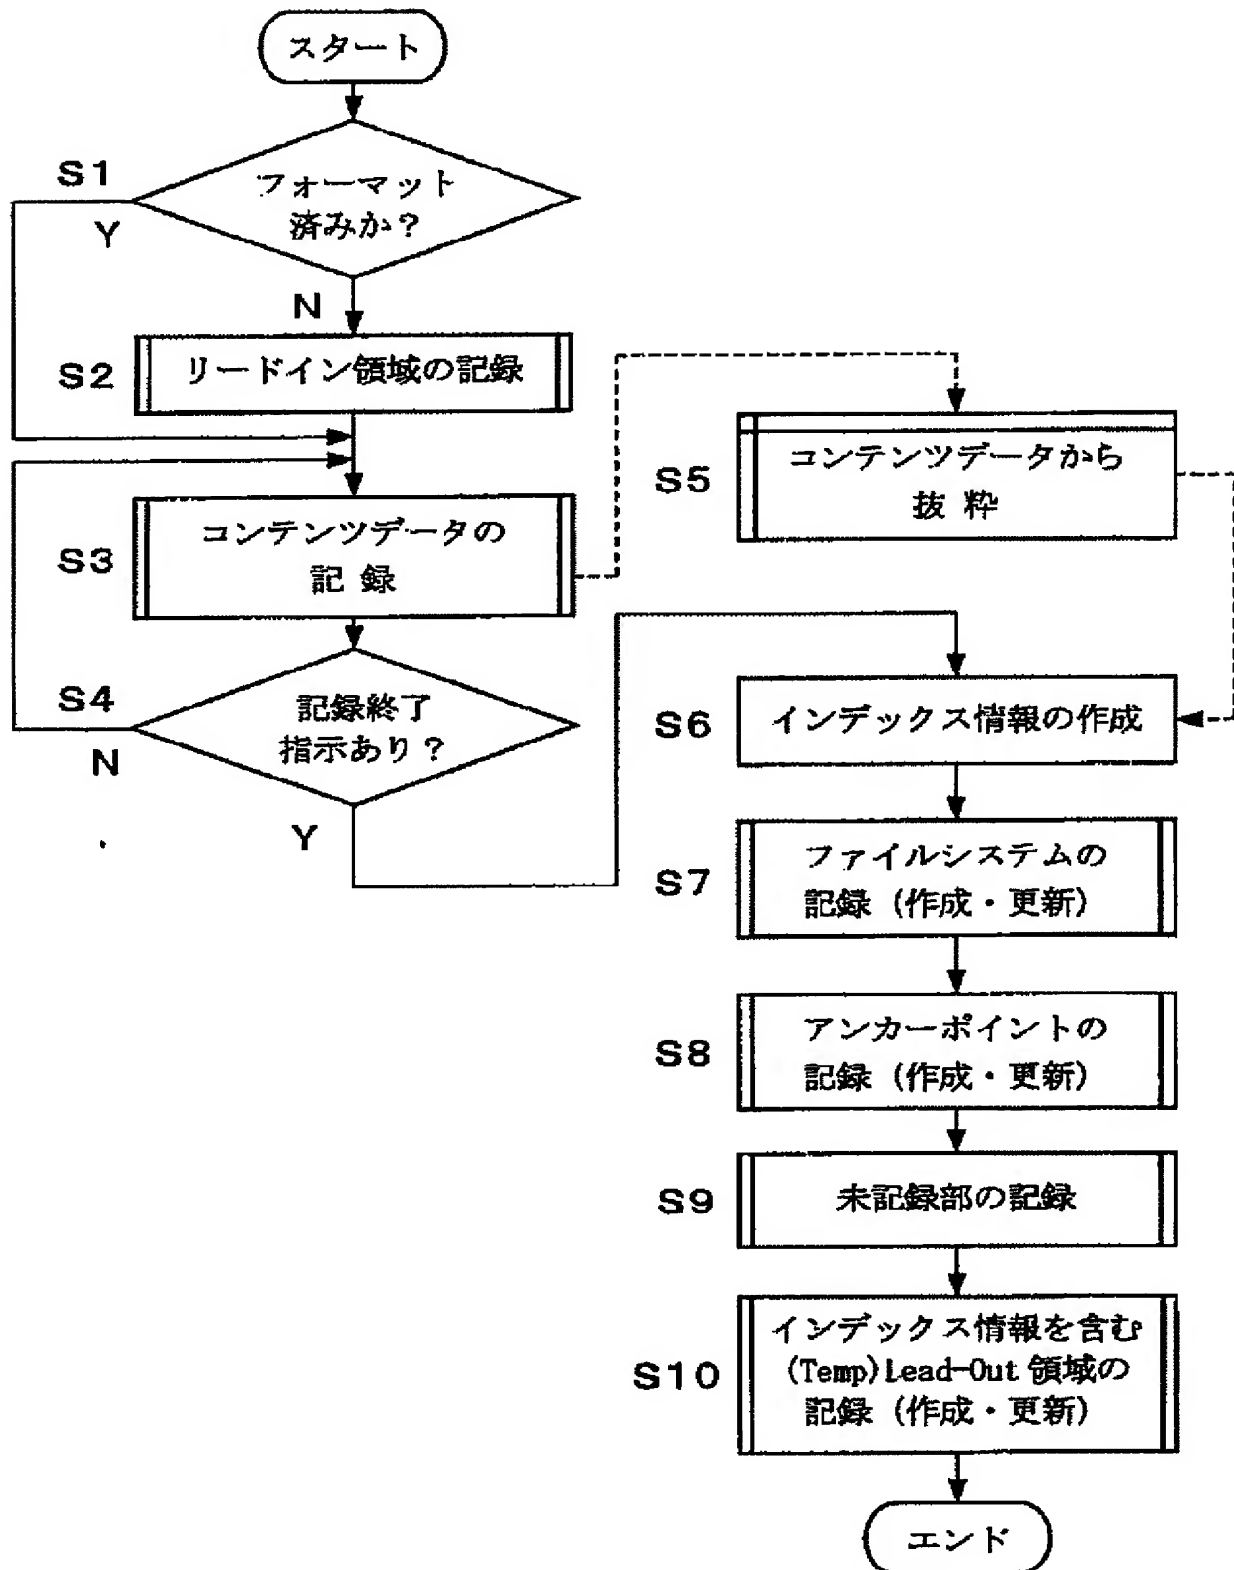 スタート
S1
フォーマット
済みか？
Y
N
S2
リードイン領域の記録
S3
コンテンツデータの
記 録
S4
記録終了
指示あり？
N
Y
S5
コンテンツデータから
抜 粋
S6
インデックス情報の作成
S7
ファイルシステムの
記録（作成・更新）
S8
アンカーポイントの
記録（作成・更新）
S9
未記録部の記録
S10
インデックス情報を含む
(Temp)Lead-Out 領域の
記録（作成・更新）
エンド